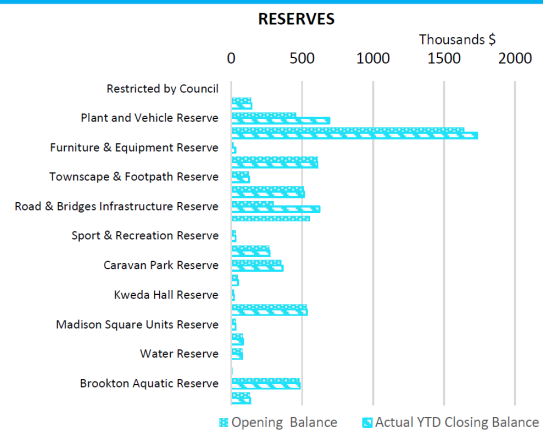 RESERVES
Thousands $
0 500 1000 1500 2000
Restricted by Council
Plant and Vehicle Reserve
Furniture & Equipment Reserve
Townscape & Footpath Reserve
Road & Bridges Infrastructure Reserve
Sport & Recreation Reserve
Caravan Park Reserve
Kweda Hall Reserve
Madison Square Units Reserve
Water Reserve
Brookton Aquatic Reserve
Opening Balance Actual YTD Closing Balance